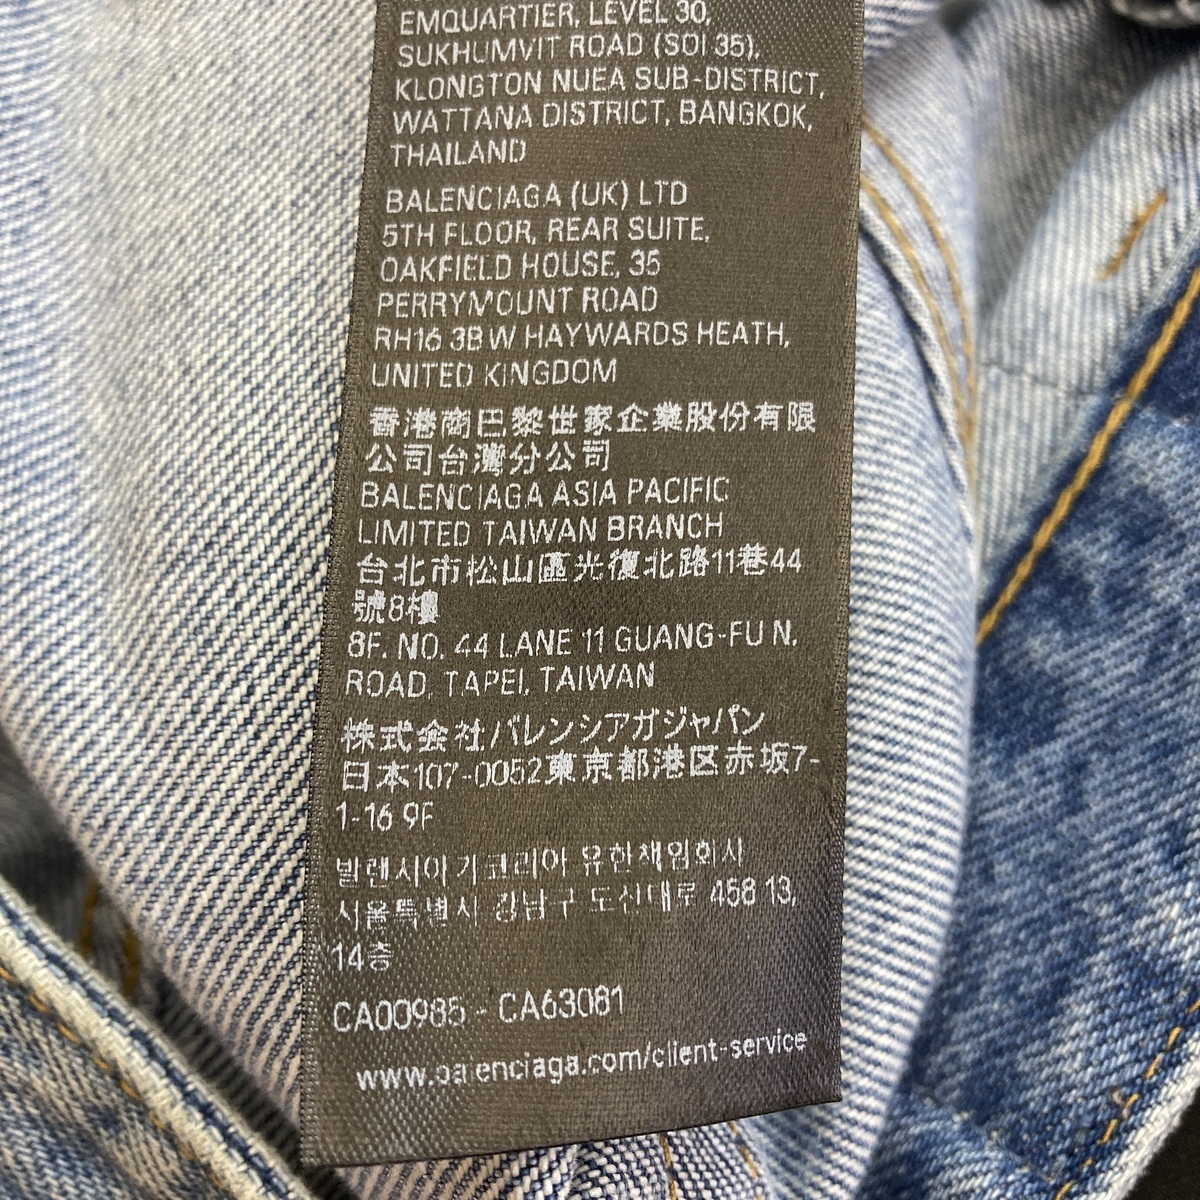 EMQUARTIER, LEVEL 30,
SUKHUMVIT ROAD (SOI 35),
KLONGTON NUEA SUB-DISTRICT,
WATTANA DISTRICT, BANGKOK,
THAILAND
BALENCIAGA (UK) LTD
5TH FLOOR, REAR SUITE,
OAKFIELD HOUSE, 35
PERRYMOUNT ROAD
RH16 3BW HAYWARDS HEATH,
UNITED KINGDOM
香港商巴黎世家企業股份有限
公司台灣分公司
BALENCIAGA ASIA PACIFIC
LIMITED TAIWAN BRANCH
台北市松山區光復北路11巷44
號8樓
8F. NO. 44 LANE 11 GUANG-FU N.
ROAD, TAPEI, TAIWAN
株式会社バレンシアガジャパン
日本107-0052東京都港区赤坂7-
1-16 9F
발렌시아가코리아 유한책임회사
서울특별시 강남구 도산대로 458 13,
14층
CA00985 - CA63081
www.balenciaga.com/client-service